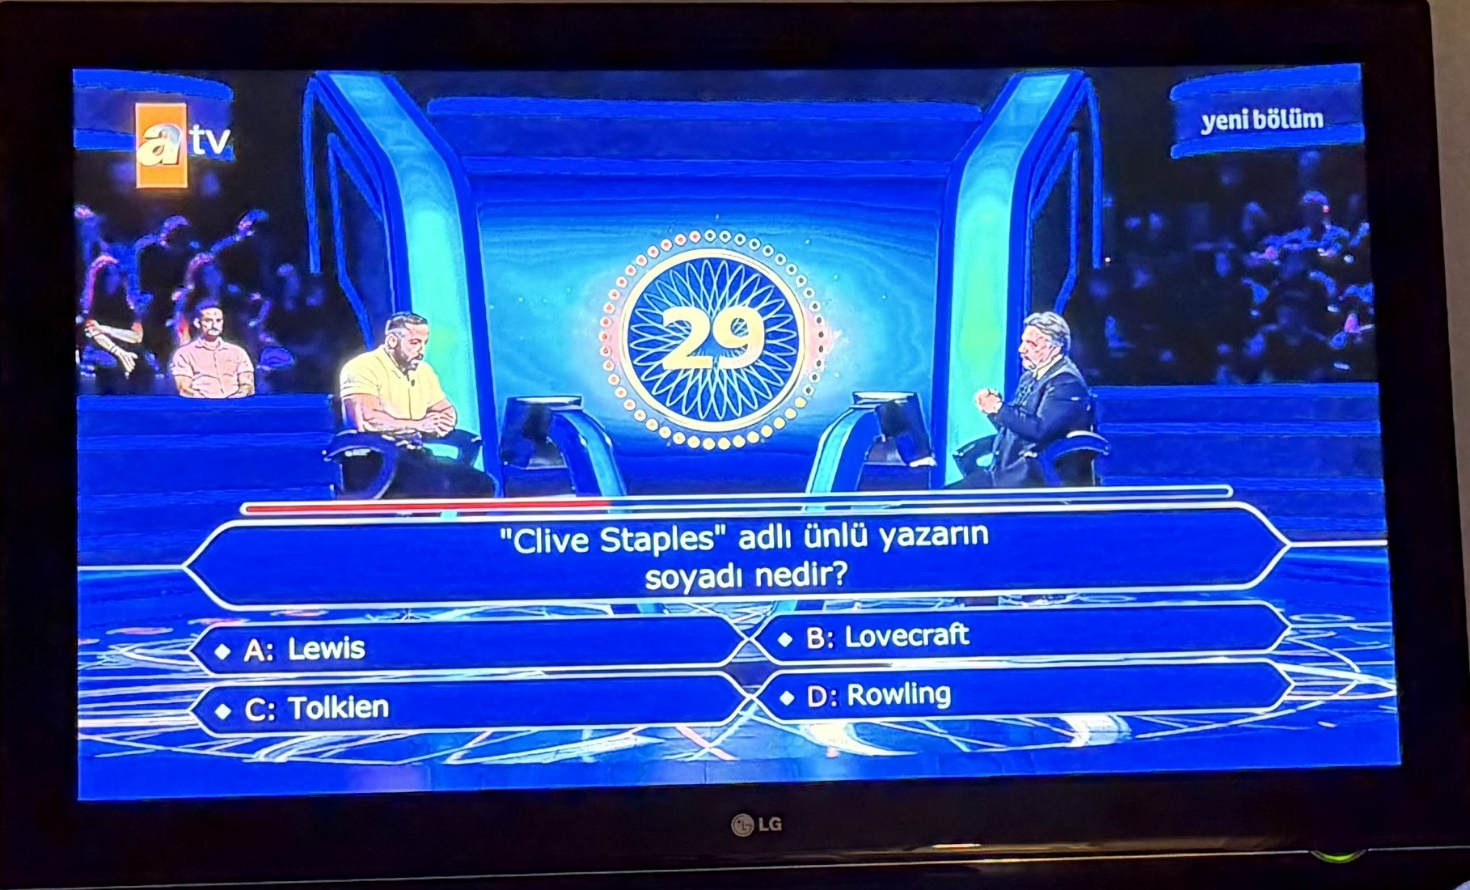 atv
yeni bölüm
29
"Clive Staples" adlı ünlü yazarın
soyadı nedir?
A: Lewis
B: Lovecraft
C: Tolkien
D: Rowling
LG